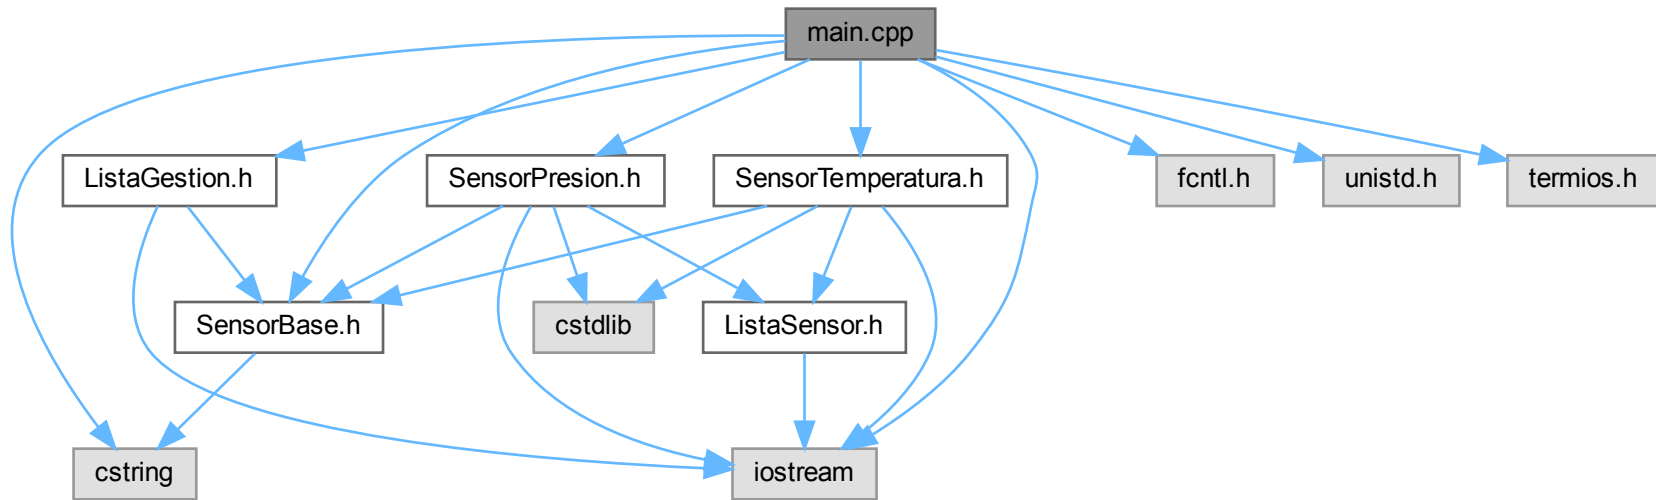 main.cpp
ListaGestion.h
SensorPresion.h
SensorTemperatura.h
fcntl.h
unistd.h
termios.h
SensorBase.h
cstdlib
ListaSensor.h
cstring
iostream